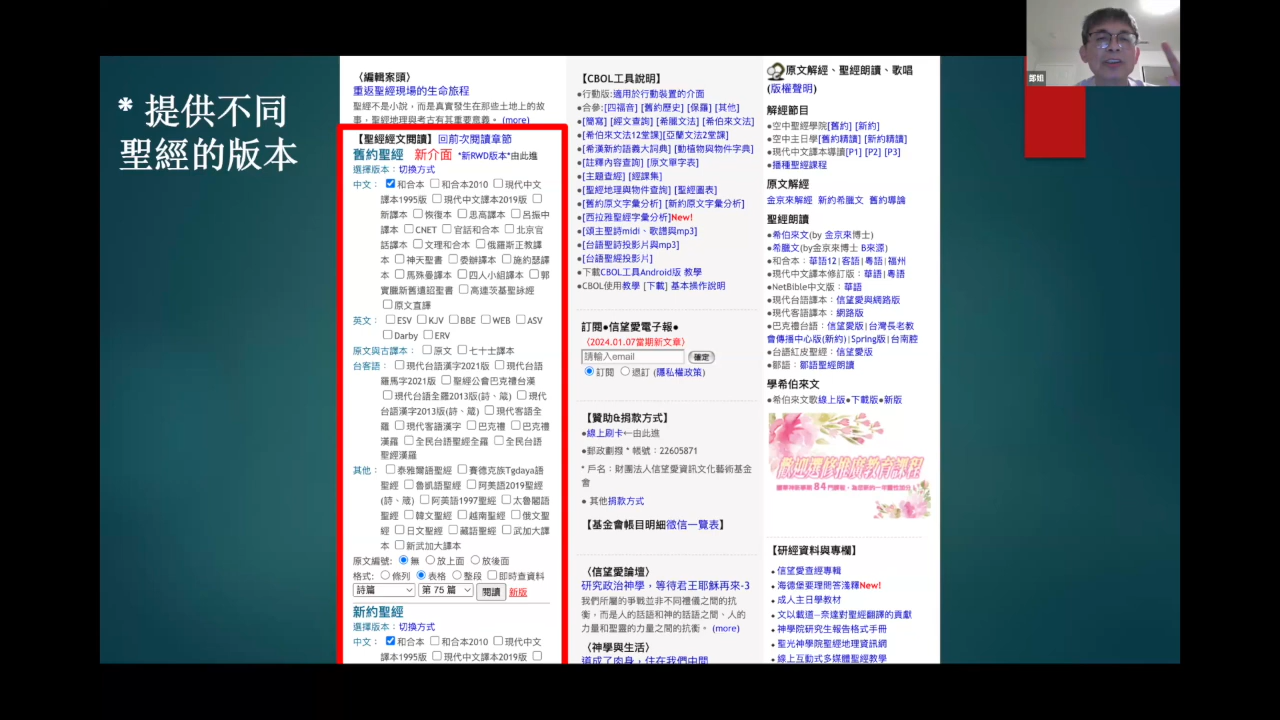 * 提供不同
聖經的版本
〈編輯案頭〉
重返聖經現場的生命旅程
聖經不是小說，而是真實發生在那些土地上的故
事，聖經地理與考古有其重要意義。 (more)
【聖經經文閱讀】回前次閱讀章節
舊約聖經 新介面 *新RWD版本*由此進
選擇版本：切換方式
中文： 和合本 和合本2010 現代中文
譯本1995版 現代中文譯本2019版
新譯本 恢復本 思高譯本 呂振中
譯本 CNET 官話和合本 北京官
話譯本 文理和合本 俄羅斯正教譯
本 神天聖書 委辦譯本 施約瑟譯
本 馬殊曼譯本 四人小組譯本 郭
實臘新舊遺詔聖書 高連茨基聖詠經
原文直譯
英文： ESV KJV BBE WEB ASV
Darby ERV
原文與古譯本： 原文 七十士譯本
台客語： 現代台語漢字2021版 現代台語
羅馬字2021版 聖經公會巴克禮台漢
現代台語全羅2013版(詩、箴) 現代
台語漢字2013版(詩、箴) 現代客語全
羅 現代客語漢字 巴克禮 巴克禮
漢羅 全民台語聖經全羅 全民台語
聖經漢羅
其他： 泰雅爾語聖經 賽德克族Tgdaya語
聖經 魯凱語聖經 阿美語2019聖經
(詩、箴) 阿美語1997聖經 太魯閣語
聖經 韓文聖經 越南聖經 俄文聖
經 日文聖經 藏語聖經 武加大譯
本 新武加大譯本
原文編號： 無 放上面 放後面
格式： 條列 表格 整段 即時查資料
詩篇 第 75 篇 閱讀 新版
新約聖經
選擇版本：切換方式
中文： 和合本 和合本2010 現代中文
譯本1995版 現代中文譯本2019版
【CBOL工具說明】
●行動版:適用於行動裝置的介面
●合參:[四福音] [舊約歷史] [保羅] [其他]
●[簡寫] [經文查詢] [希臘文法] [希伯來文法]
●[希伯來文法12堂課][亞蘭文法2堂課]
●[希漢新約的義大詞典] [動植物與物件字典]
●[註釋內容查詢] [原文單字表]
●[主題查經] [經課集]
●[聖經地理與物件查詢] [聖經圖表]
●[舊約原文字彙分析] [新約原文字彙分析]
●[西拉雅聖經字彙分析]New!
●[頌主聖詩midi、歌譜與mp3]
●[台語聖詩投影片與mp3]
●[台語聖經投影片]
●下載CBOL工具Android版 教學
●CBOL使用教學 [下載] 基本操作說明
訂閱●信望愛電子報●
（2024.01.07當期新文章）
請輸入email 確定
訂閱 退訂 (隱私權政策)
【贊助&捐款方式】
●線上刷卡←由此進
●郵政劃撥 * 帳號：22605871
* 戶名：財團法人信望愛資訊文化藝術基金
會
● 其他捐款方式
【基金會帳目明細徵信一覽表】
〈信望愛論壇〉
研究政治神學，等待君王耶穌再來-3
我們所屬的爭戰並非不同禮儀之間的抗
衡，而是人的話語和神的話語之間、人的
力量和聖靈的力量之間的抗衡。 (more)
〈神學與生活〉
道成了肉身，住在我們中間
原文解經、聖經朗讀、歌唱
(版權聲明)
解經節目
●空中聖經學院[舊約] [新約]
●空中主日學[舊約精讀] [新約精讀]
●現代中文譯本導讀[P1] [P2] [P3]
●播種聖經課程
原文解經
金京來解經 新約希臘文 舊約導論
聖經朗讀
●希伯來文(by 金京來博士)
●希臘文(by金京來博士 B來源)
●和合本：華語12|客語|粵語|福州
●現代中文譯本修訂版：華語|粵語
●NetBible中文版：華語
●現代台語譯本：信望愛與網路版
●現代客語譯本：網路版
●巴克禮台語：信望愛版|台灣長老教
會傳播中心版(新約)|Spring版|台南腔
●台語紅皮聖經：信望愛版
●鄒語：鄒語聖經朗讀
學希伯來文
●希伯來文歌線上版●下載版●新版
歡迎選修推廣教育課程
• 信望愛查經專輯
• 海德堡要理問答淺釋New!
• 成人主日學教材
• 文以載道—奈達對聖經翻譯的貢獻
• 神學院研究生報告格式手冊
• 聖光神學院聖經地理資訊網
• 線上互動式多媒體聖經教學
【研經資料與專欄】